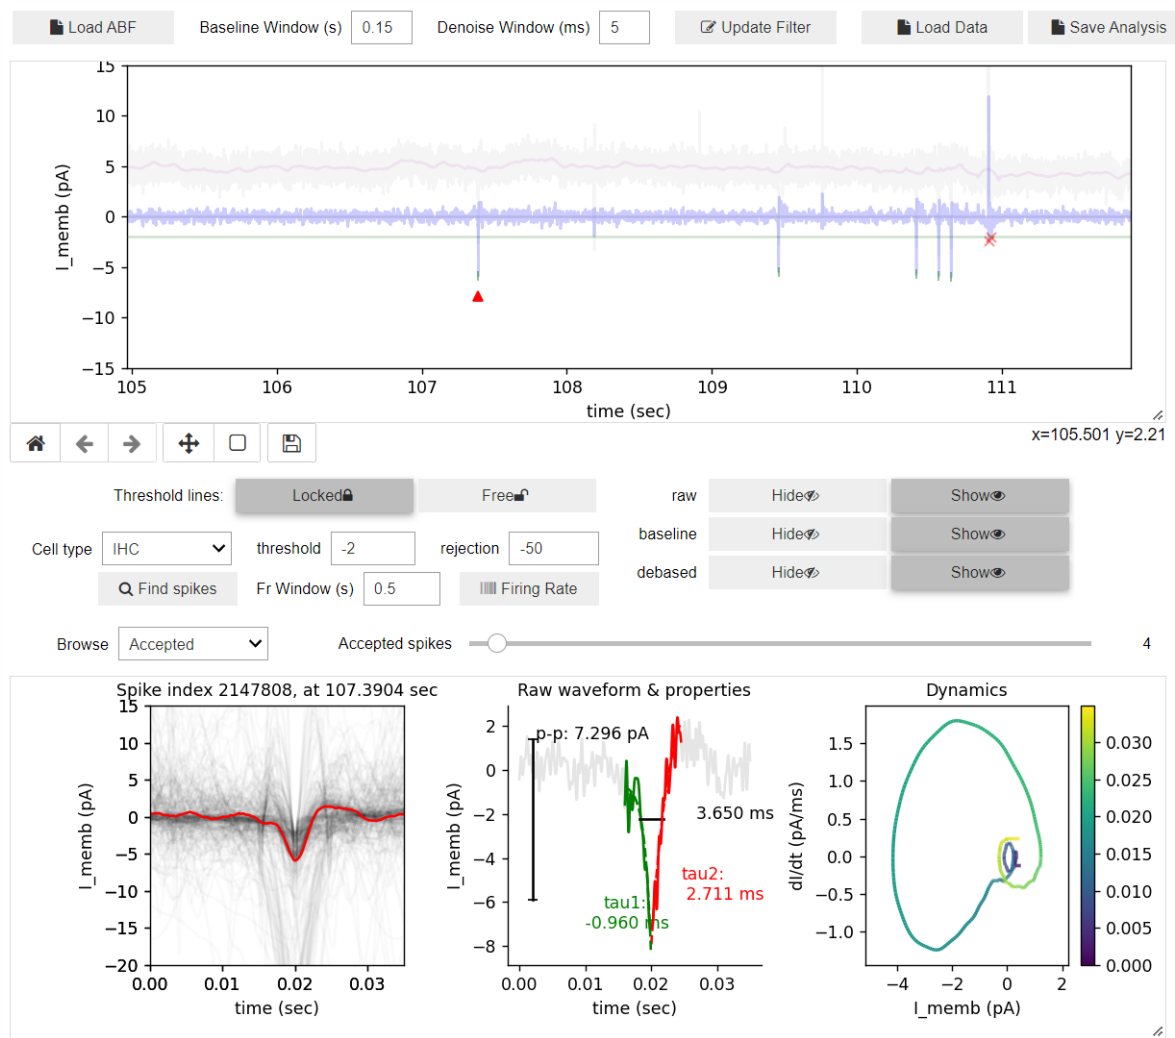 Load ABF Baseline Window (s) 0.15 Denoise Window (ms) 5 Update Filter Load Data Save Analysis
15
10
5
0
−5
−10
−15
I_memb (pA)
105 106 107 108 109 110 111
time (sec)
x=105.501 y=2.21
Threshold lines: Locked Free raw Hide Show
Cell type IHC threshold -2 rejection -50 baseline Hide Show
Find spikes Fr Window (s) 0.5 Firing Rate debased Hide Show
Browse Accepted Accepted spikes 4
Spike index 2147808, at 107.3904 sec
15
10
5
0
−5
−10
−15
−20
I_memb (pA)
0.00 0.01 0.02 0.03
time (sec)
Raw waveform & properties
p-p: 7.296 pA
3.650 ms
tau2:
2.711 ms
tau1:
-0.960 ms
2
0
−2
−4
−6
−8
I_memb (pA)
0.00 0.01 0.02 0.03
time (sec)
Dynamics
1.5
1.0
0.5
0.0
−0.5
−1.0
dI/dt (pA/ms)
−4 −2 0 2
I_memb (pA)
0.030
0.025
0.020
0.015
0.010
0.005
0.000